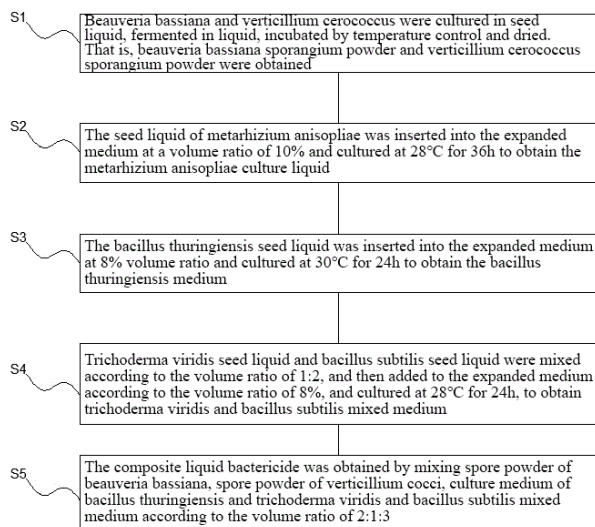 S1
Beauveria bassiana and verticillium cerococcus were cultured in seed
liquid, fermented in liquid, incubated by temperature control and dried.
That is, beauveria bassiana sporangium powder and verticillium cerococcus
sporangium powder were obtained
S2
The seed liquid of metarhizium anisopliae was inserted into the expanded
medium at a volume ratio of 10% and cultured at 28°C for 36h to obtain the
metarhizium anisopliae culture liquid
S3
The bacillus thuringiensis seed liquid was inserted into the expanded medium
at 8% volume ratio and cultured at 30°C for 24h to obtain the bacillus
thuringiensis medium
S4
Trichoderma viridis seed liquid and bacillus subtilis seed liquid were mixed
according to the volume ratio of 1:2, and then added to the expanded medium
according to the volume ratio of 8%, and cultured at 28°C for 24h, to obtain
trichoderma viridis and bacillus subtilis mixed medium
S5
The composite liquid bactericide was obtained by mixing spore powder of
beauveria bassiana, spore powder of verticillium cocci, culture medium of
bacillus thuringiensis and trichoderma viridis and bacillus subtilis mixed
medium according to the volume ratio of 2:1:3